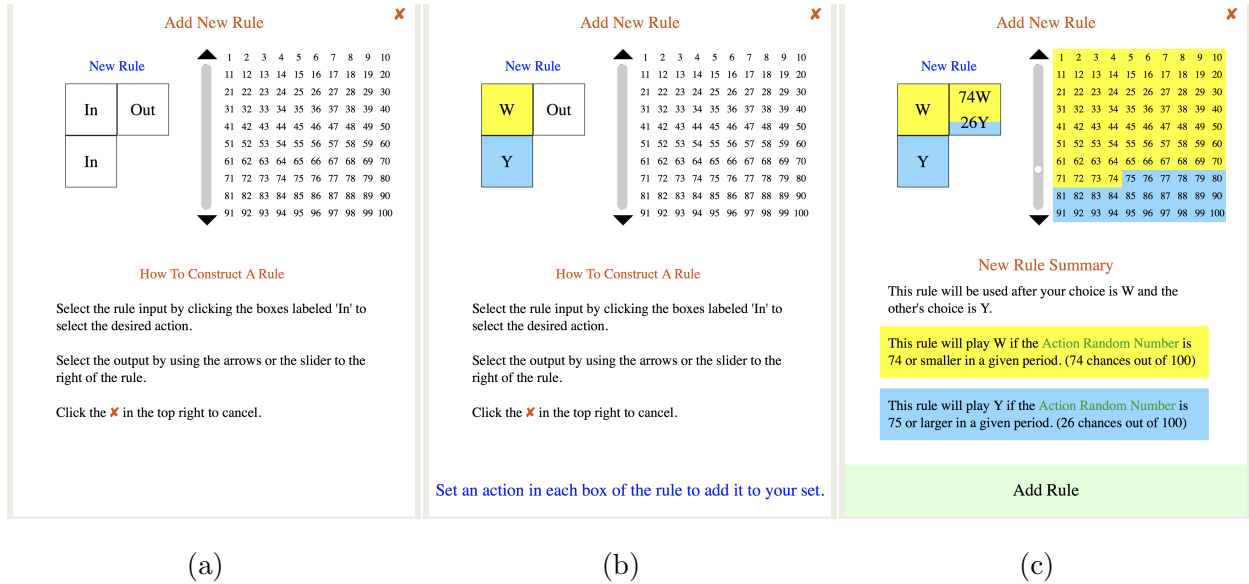 Add New Rule
✘
New Rule
In Out
In
1 2 3 4 5 6 7 8 9 10
11 12 13 14 15 16 17 18 19 20
21 22 23 24 25 26 27 28 29 30
31 32 33 34 35 36 37 38 39 40
41 42 43 44 45 46 47 48 49 50
51 52 53 54 55 56 57 58 59 60
61 62 63 64 65 66 67 68 69 70
71 72 73 74 75 76 77 78 79 80
81 82 83 84 85 86 87 88 89 90
91 92 93 94 95 96 97 98 99 100
How To Construct A Rule
Select the rule input by clicking the boxes labeled 'In' to
select the desired action.
Select the output by using the arrows or the slider to the
right of the rule.
Click the ✘ in the top right to cancel.
(a)
Add New Rule
✘
New Rule
W Out
Y
1 2 3 4 5 6 7 8 9 10
11 12 13 14 15 16 17 18 19 20
21 22 23 24 25 26 27 28 29 30
31 32 33 34 35 36 37 38 39 40
41 42 43 44 45 46 47 48 49 50
51 52 53 54 55 56 57 58 59 60
61 62 63 64 65 66 67 68 69 70
71 72 73 74 75 76 77 78 79 80
81 82 83 84 85 86 87 88 89 90
91 92 93 94 95 96 97 98 99 100
How To Construct A Rule
Select the rule input by clicking the boxes labeled 'In' to
select the desired action.
Select the output by using the arrows or the slider to the
right of the rule.
Click the ✘ in the top right to cancel.
Set an action in each box of the rule to add it to your set.
(b)
Add New Rule
✘
New Rule
W
74W
26Y
Y
1 2 3 4 5 6 7 8 9 10
11 12 13 14 15 16 17 18 19 20
21 22 23 24 25 26 27 28 29 30
31 32 33 34 35 36 37 38 39 40
41 42 43 44 45 46 47 48 49 50
51 52 53 54 55 56 57 58 59 60
61 62 63 64 65 66 67 68 69 70
71 72 73 74 75 76 77 78 79 80
81 82 83 84 85 86 87 88 89 90
91 92 93 94 95 96 97 98 99 100
New Rule Summary
This rule will be used after your choice is W and the
other's choice is Y.
This rule will play W if the Action Random Number is
74 or smaller in a given period. (74 chances out of 100)
This rule will play Y if the Action Random Number is
75 or larger in a given period. (26 chances out of 100)
Add Rule
(c)